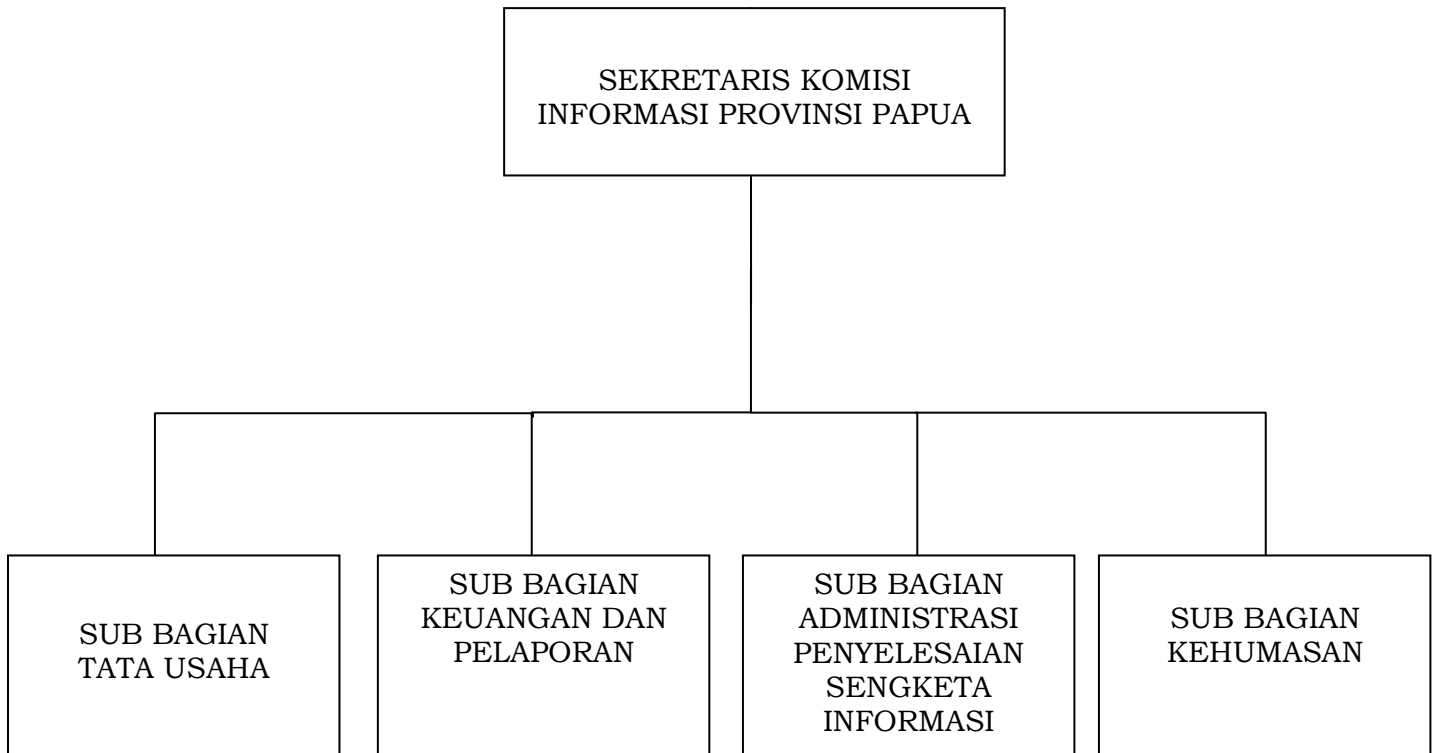 SEKRETARIS KOMISI
INFORMASI PROVINSI PAPUA
SUB BAGIAN
TATA USAHA
SUB BAGIAN
KEUANGAN DAN
PELAPORAN
SUB BAGIAN
ADMINISTRASI
PENYELESAIAN
SENGKETA
INFORMASI
SUB BAGIAN
KEHUMASAN